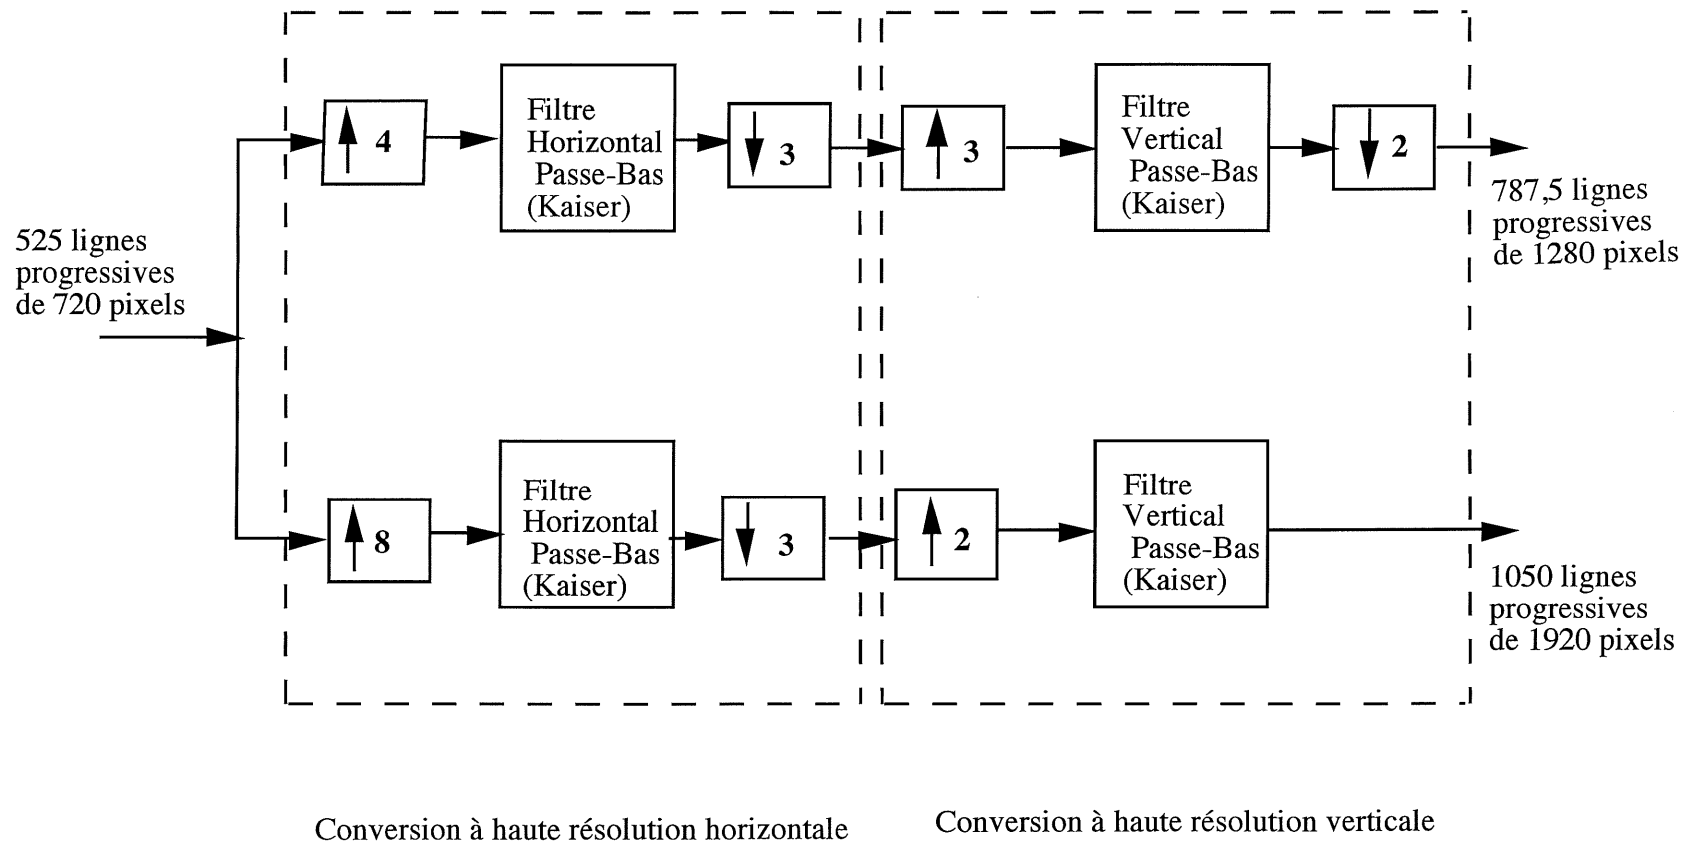 525 lignes
progressives
de 720 pixels
4
Filtre
Horizontal
Passe-Bas
(Kaiser)
3
3
Filtre
Vertical
Passe-Bas
(Kaiser)
2
787,5 lignes
progressives
de 1280 pixels
8
Filtre
Horizontal
Passe-Bas
(Kaiser)
3
2
Filtre
Vertical
Passe-Bas
(Kaiser)
1050 lignes
progressives
de 1920 pixels
Conversion à haute résolution horizontale
Conversion à haute résolution verticale